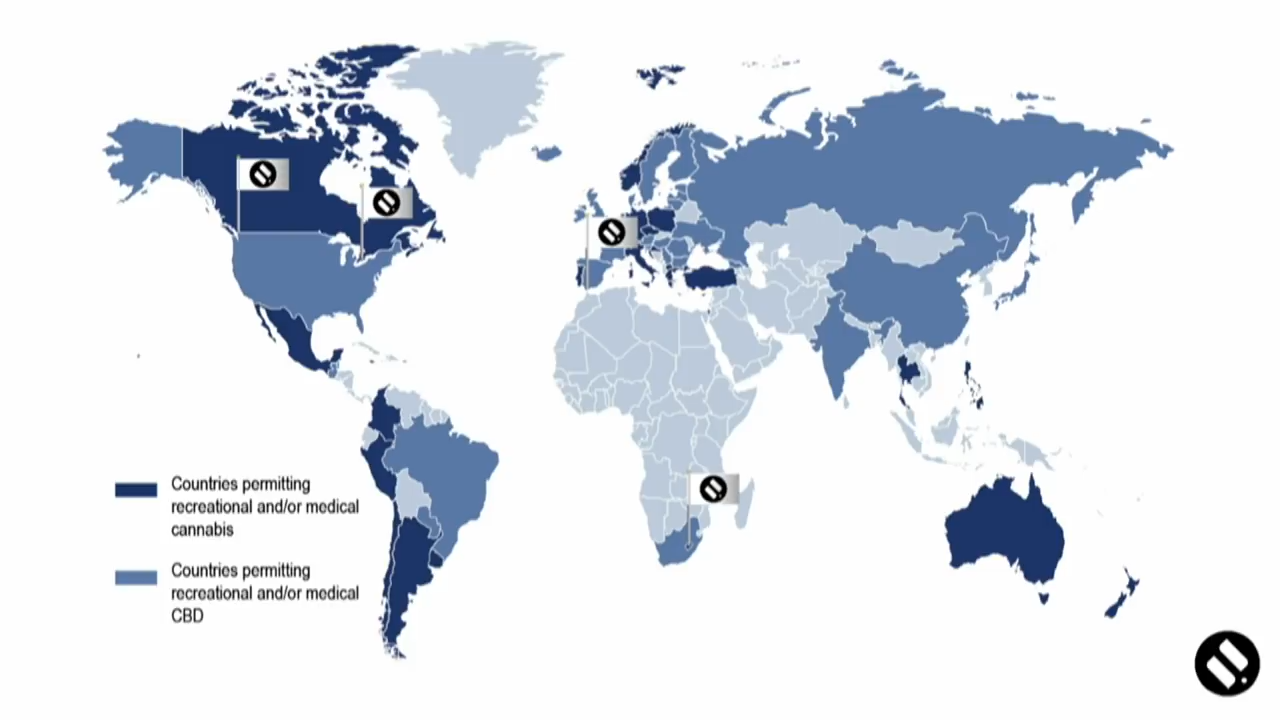 Countries permitting
recreational and/or medical
cannabis
Countries permitting
recreational and/or medical
CBD